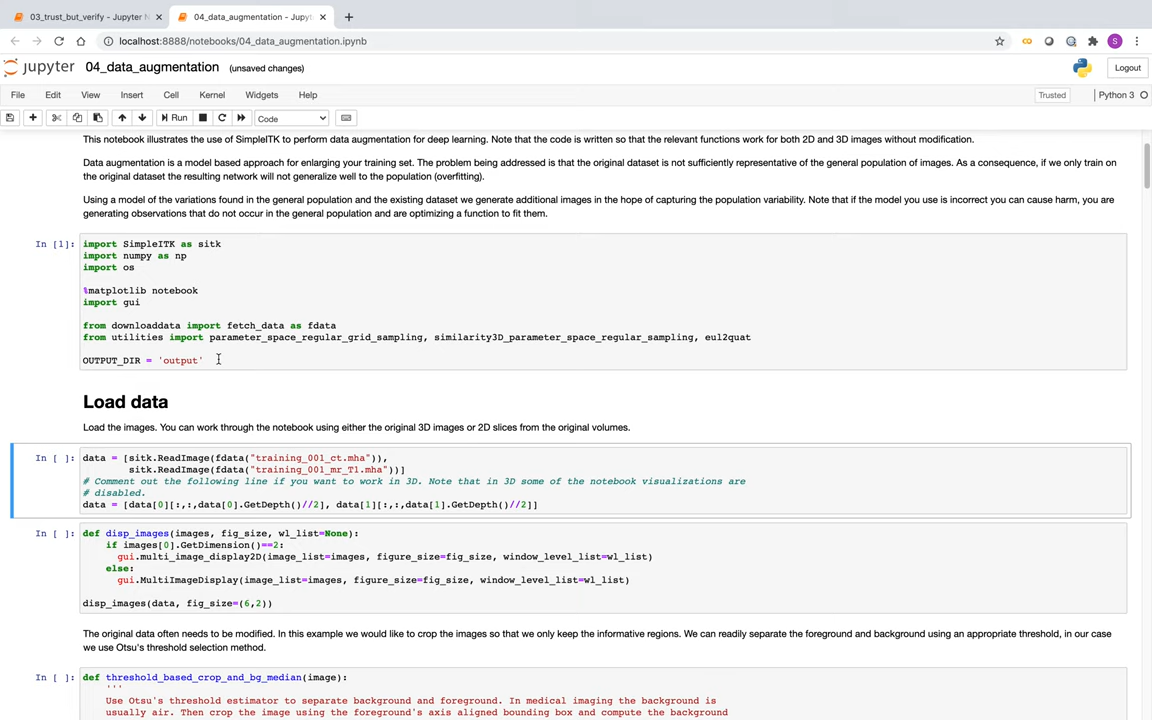 03_trust_but_verify - Jupyter N
04_data_augmentation - Jupyter
localhost:8888/notebooks/04_data_augmentation.ipynb
S
jupyter 04_data_augmentation (unsaved changes)
Logout
File Edit View Insert Cell Kernel Widgets Help
Trusted
Python 3
Run
Code
This notebook illustrates the use of SimpleITK to perform data augmentation for deep learning. Note that the code is written so that the relevant functions work for both 2D and 3D images without modification.
Data augmentation is a model based approach for enlarging your training set. The problem being addressed is that the original dataset is not sufficiently representative of the general population of images. As a consequence, if we only train on
the original dataset the resulting network will not generalize well to the population (overfitting).
Using a model of the variations found in the general population and the existing dataset we generate additional images in the hope of capturing the population variability. Note that if the model you use is incorrect you can cause harm, you are
generating observations that do not occur in the general population and are optimizing a function to fit them.
In [1]: import SimpleITK as sitk
import numpy as np
import os
%matplotlib notebook
import gui
from downloaddata import fetch_data as fdata
from utilities import parameter_space_regular_grid_sampling, similarity3D_parameter_space_regular_sampling, eul2quat
OUTPUT_DIR = 'output'
Load data
Load the images. You can work through the notebook using either the original 3D images or 2D slices from the original volumes.
In [ ]: data = [sitk.ReadImage(fdata("training_001_ct.mha")),
sitk.ReadImage(fdata("training_001_mr_T1.mha"))]
# Comment out the following line if you want to work in 3D. Note that in 3D some of the notebook visualizations are
# disabled.
data = [data[0][:,:,data[0].GetDepth()//2], data[1][:,:,data[1].GetDepth()//2]]
In [ ]: def disp_images(images, fig_size, wl_list=None):
if images[0].GetDimension()==2:
gui.multi_image_display2D(image_list=images, figure_size=fig_size, window_level_list=wl_list)
else:
gui.MultiImageDisplay(image_list=images, figure_size=fig_size, window_level_list=wl_list)
disp_images(data, fig_size=(6,2))
The original data often needs to be modified. In this example we would like to crop the images so that we only keep the informative regions. We can readily separate the foreground and background using an appropriate threshold, in our case
we use Otsu's threshold selection method.
In [ ]: def threshold_based_crop_and_bg_median(image):
'''
Use Otsu's threshold estimator to separate background and foreground. In medical imaging the background is
usually air. Then crop the image using the foreground's axis aligned bounding box and compute the background